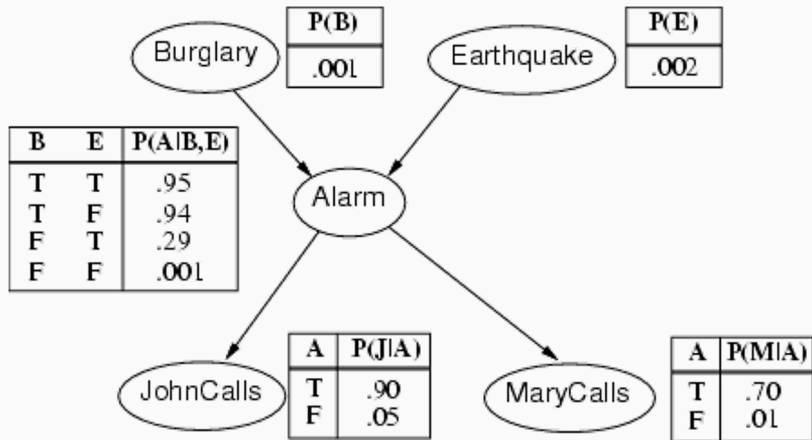 Burglary
P(B)
.001
Earthquake
P(E)
.002
B E P(A|B,E)
T T .95
T F .94
F T .29
F F .001
Alarm
JohnCalls
A P(J|A)
T .90
F .05
MaryCalls
A P(M|A)
T .70
F .01